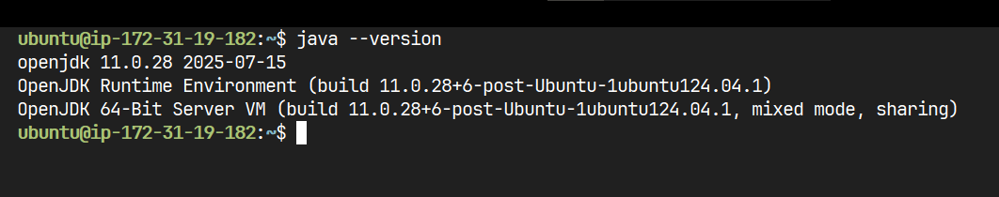 ubuntu@ip-172-31-19-182:~$ java --version
openjdk 11.0.28 2025-07-15
OpenJDK Runtime Environment (build 11.0.28+6-post-Ubuntu-1ubuntu124.04.1)
OpenJDK 64-Bit Server VM (build 11.0.28+6-post-Ubuntu-1ubuntu124.04.1, mixed mode, sharing)
ubuntu@ip-172-31-19-182:~$